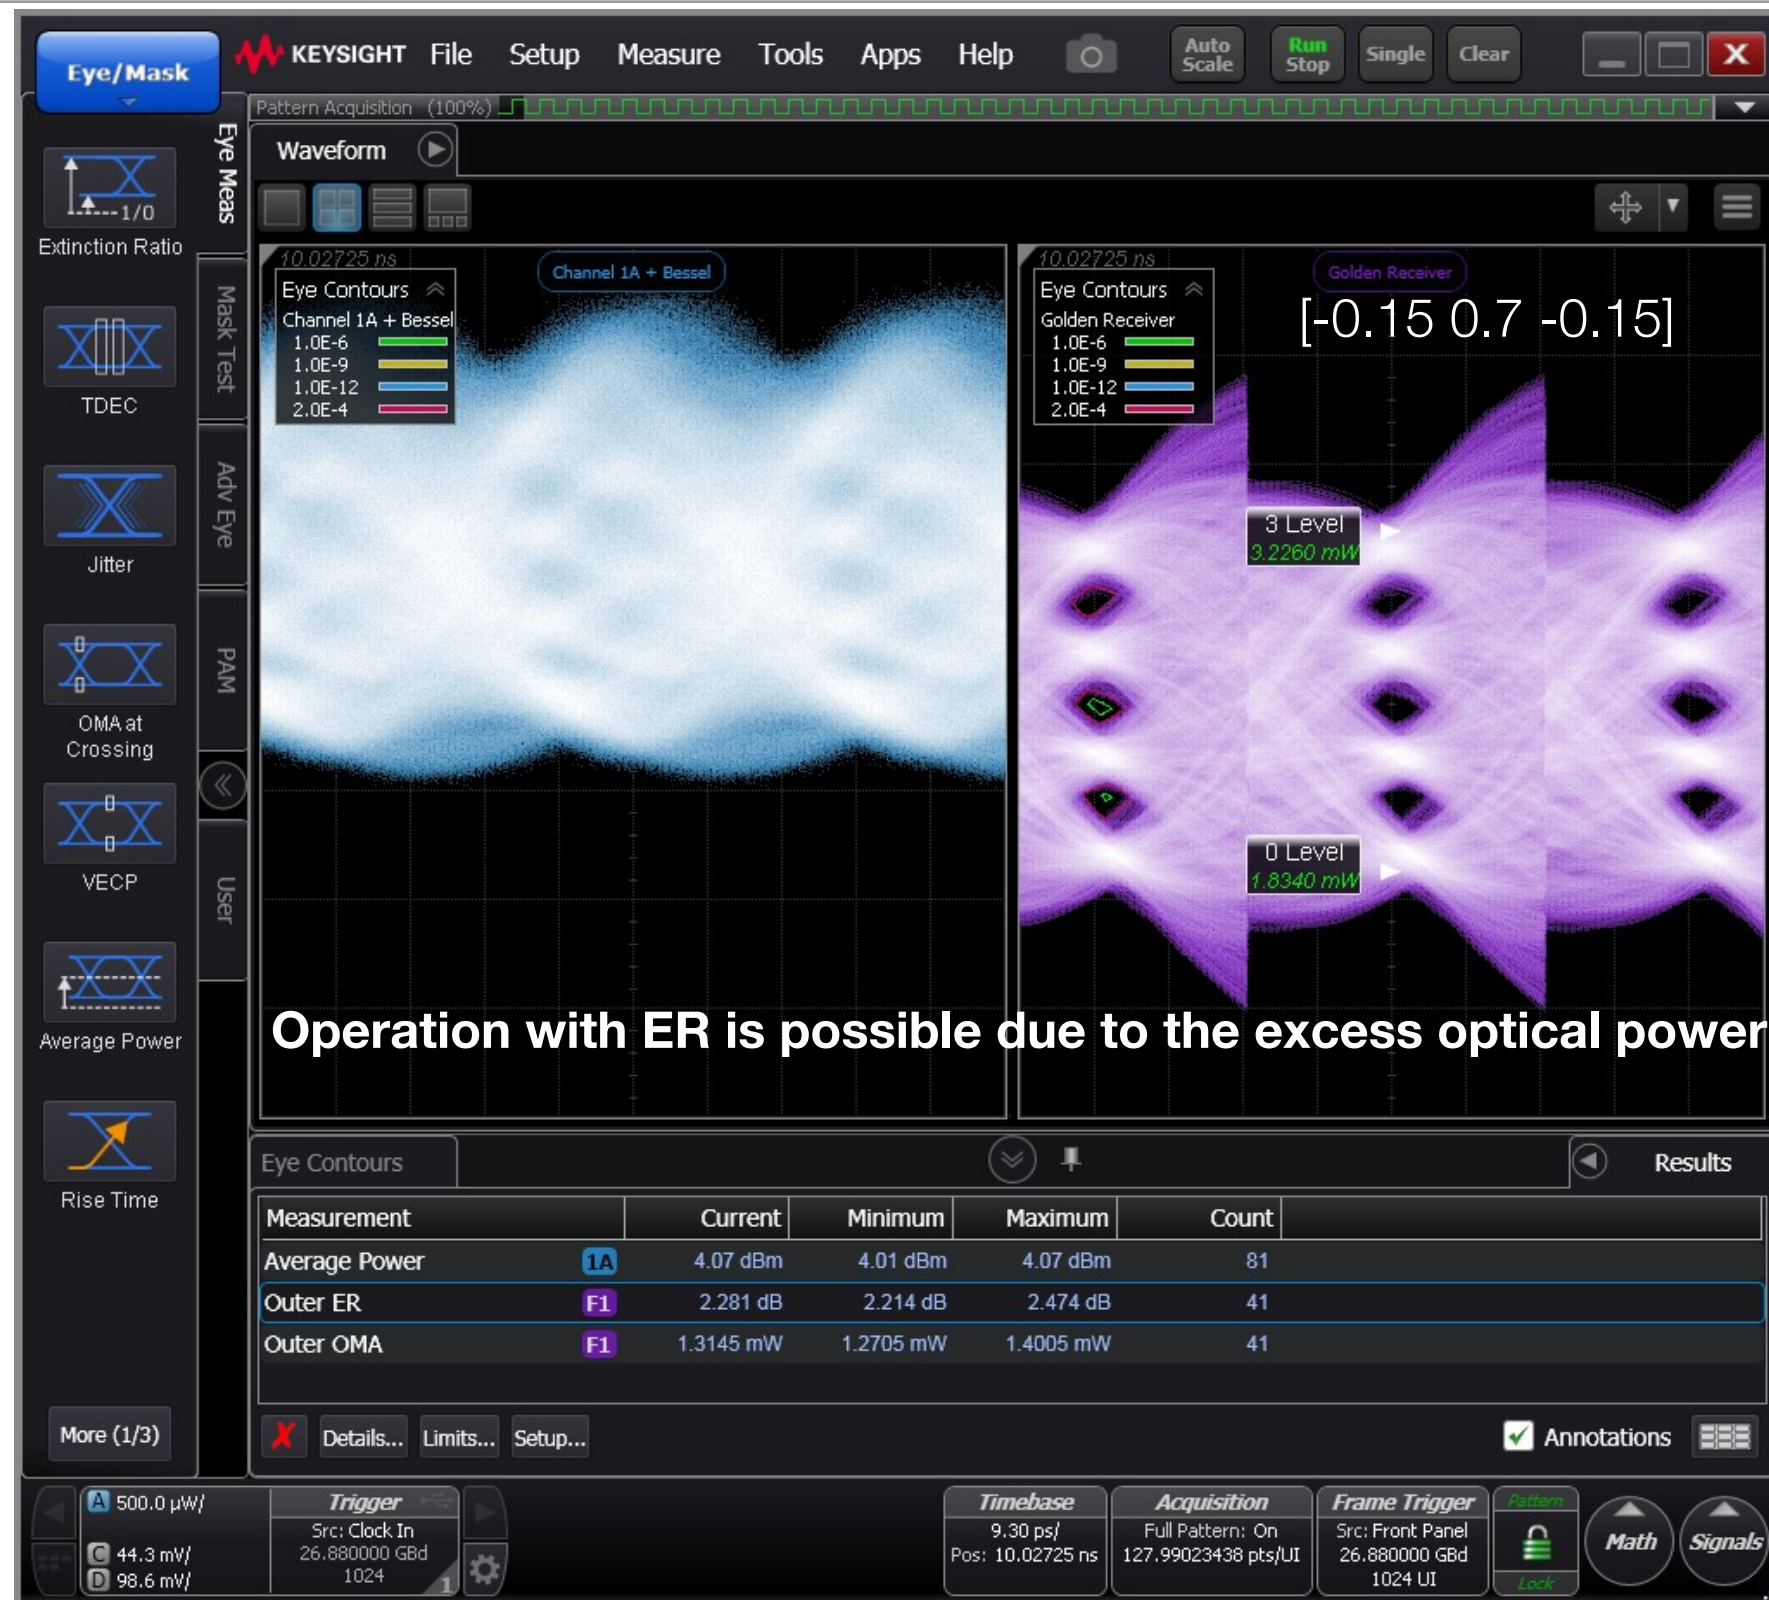 Eye/Mask
KEYSIGHT File Setup Measure Tools Apps Help
Auto Scale
Run Stop
Single
Clear
Pattern Acquisition (100%)
Waveform
Eye Meas
Mask Test
Adv Eye
PAM
User
1/0
Extinction Ratio
TDEC
Jitter
OMA at
Crossing
VECP
Average Power
Rise Time
More (1/3)
10.02725 ns
Eye Contours
Channel 1A + Bessel
1.0E-6
1.0E-9
1.0E-12
2.0E-4
Channel 1A + Bessel
10.02725 ns
Eye Contours
Golden Receiver
1.0E-6
1.0E-9
1.0E-12
2.0E-4
Golden Receiver
[-0.15 0.7 -0.15]
3 Level
3.2260 mW
0 Level
1.8340 mW
Operation with ER is possible due to the excess optical power
Eye Contours
Results
Measurement Current Minimum Maximum Count
Average Power 1A 4.07 dBm 4.01 dBm 4.07 dBm 81
Outer ER F1 2.281 dB 2.214 dB 2.474 dB 41
Outer OMA F1 1.3145 mW 1.2705 mW 1.4005 mW 41
Details... Limits... Setup...
Annotations
A 500.0 µW/
C 44.3 mV/
D 98.6 mV/
Trigger
Src: Clock In
26.880000 GBd
1024
1
Timebase
9.30 ps/
Pos: 10.02725 ns
Acquisition
Full Pattern: On
127.99023438 pts/UI
Frame Trigger
Src: Front Panel
26.880000 GBd
1024 UI
Pattern
Lock
Math
Signals